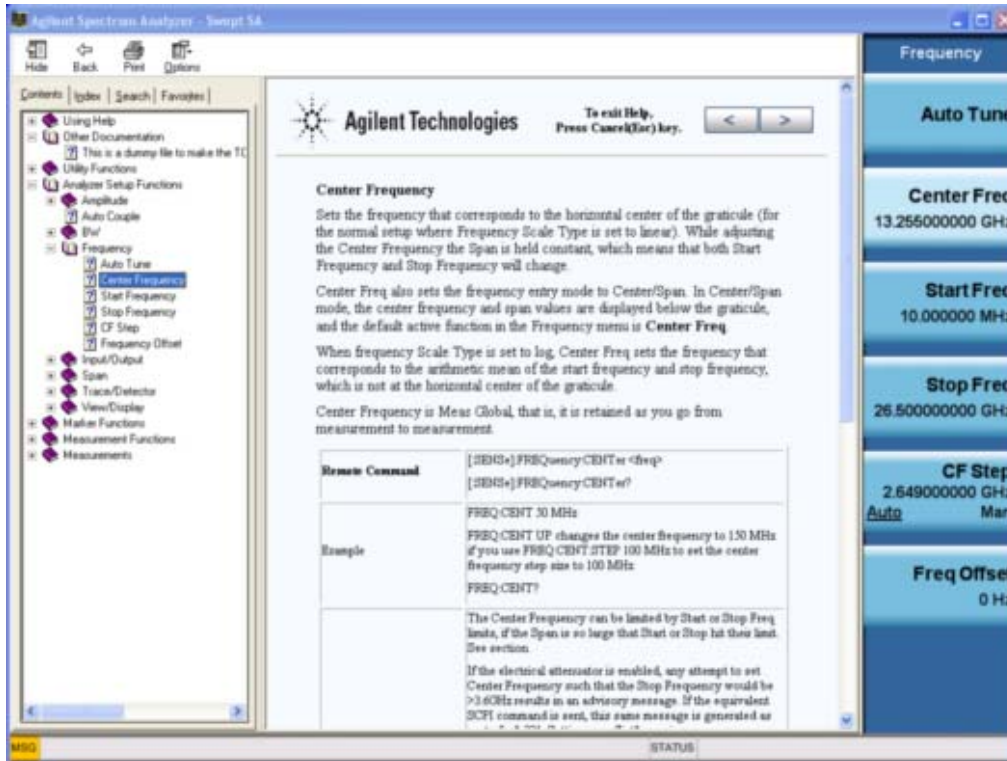 Agilent Spectrum Analyzer - Swept SA
Hide Back Print Options
Contents Index Search Favorites
Using Help
Other Documentation
This is a dummy file to make the TC
Utility Functions
Analyzer Setup Functions
Amplitude
Auto Couple
BW
Frequency
Auto Tune
Center Frequency
Start Frequency
Stop Frequency
CF Step
Frequency Offset
Input/Output
Span
Trace/Detector
View/Display
Marker Functions
Measurement Functions
Measurements
Agilent Technologies
To exit Help,
Press Cancel(Esc) key.
< >
Center Frequency
Sets the frequency that corresponds to the horizontal center of the graticule (for
the normal setup where Frequency Scale Type is set to linear). While adjusting
the Center Frequency the Span is held constant, which means that both Start
Frequency and Stop Frequency will change.
Center Freq also sets the frequency entry mode to Center/Span. In Center/Span
mode, the center frequency and span values are displayed below the graticule,
and the default active function in the Frequency menu is Center Freq.
When frequency Scale Type is set to log, Center Freq sets the frequency that
corresponds to the arithmetic mean of the start frequency and stop frequency,
which is not at the horizontal center of the graticule.
Center Frequency is Meas Global, that is, it is retained as you go from
measurement to measurement.
Remote Command
[:SENSe]:FREQuency:CENTer <freq>
[:SENSe]:FREQuency:CENTer?
Example
FREQ:CENT 50 MHz
FREQ:CENT UP changes the center frequency to 150 MHz
if you use FREQ:CENT:STEP 100 MHz to set the center
frequency step size to 100 MHz
FREQ:CENT?
The Center Frequency can be limited by Start or Stop Freq
limits, if the Span is so large that Start or Stop hit their limit.
See section
If the electrical attenuator is enabled, any attempt to set
Center Frequency such that the Stop Frequency would be
>3.6GHz results in an advisory message. If the equivalent
SCPI command is sent, this same message is generated as
Frequency
Auto Tune
Center Freq
13.255000000 GHz
Start Freq
10.000000 MHz
Stop Freq
26.500000000 GHz
CF Step
2.649000000 GHz
Auto Man
Freq Offset
0 Hz
MSG STATUS